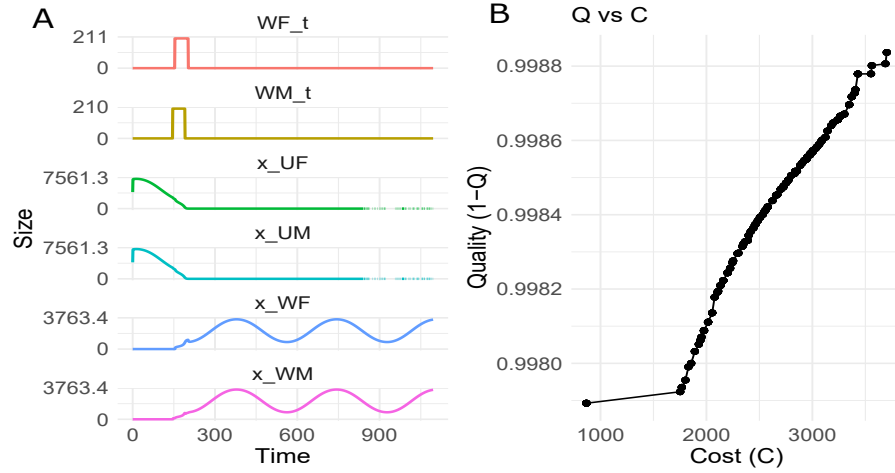 A
WF_t
211
0
WM_t
210
0
x_UF
7561.3
0
x_UM
7561.3
0
x_WF
3763.4
0
x_WM
3763.4
0
0 300 600 900
Time
Size
B
Q vs C
0.9988
0.9986
0.9984
0.9982
0.9980
1000 2000 3000
Cost (C)
Quality (1−Q)